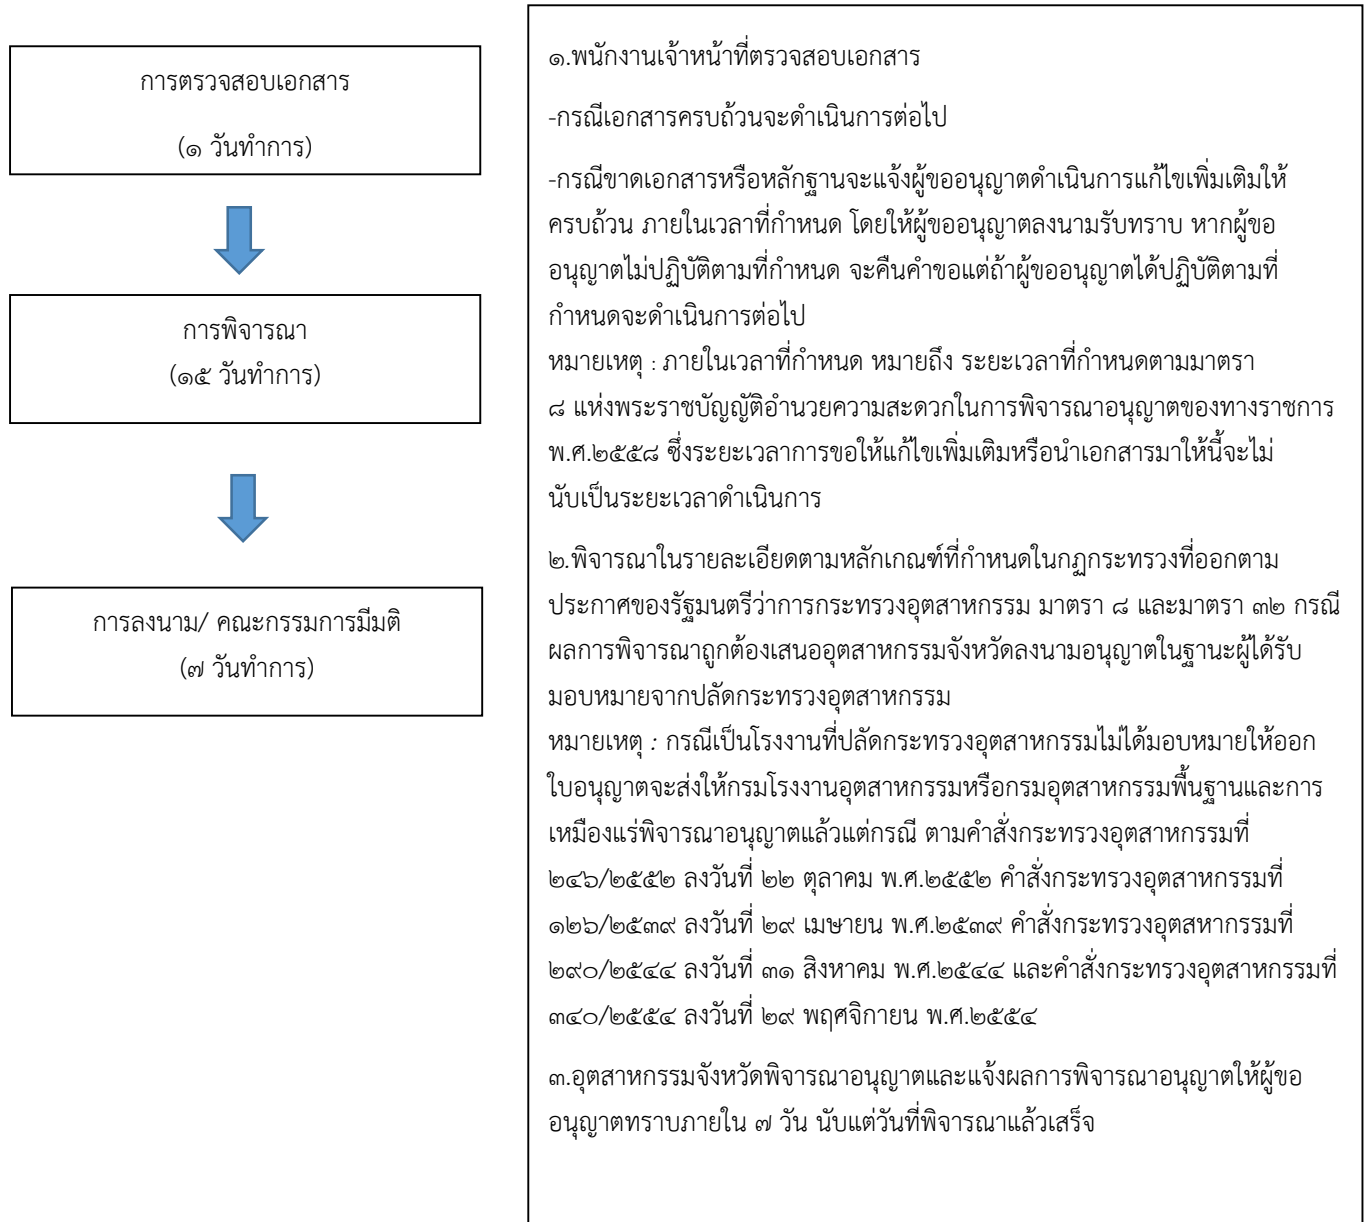 การตรวจสอบเอกสาร
(๑ วันทำการ)
การพิจารณา
(๑๕ วันทำการ)
การลงนาม/ คณะกรรมการมีมติ
(๗ วันทำการ)
๑.พนักงานเจ้าหน้าที่ตรวจสอบเอกสาร
-กรณีเอกสารครบถ้วนจะดำเนินการต่อไป
-กรณีขาดเอกสารหรือหลักฐานจะแจ้งผู้ขออนุญาตดำเนินการแก้ไขเพิ่มเติมให้
ครบถ้วน ภายในเวลาที่กำหนด โดยให้ผู้ขออนุญาตลงนามรับทราบ หากผู้ขอ
อนุญาตไม่ปฏิบัติตามที่กำหนด จะคืนคำขอแต่ถ้าผู้ขออนุญาตได้ปฏิบัติตามที่
กำหนดจะดำเนินการต่อไป
หมายเหตุ : ภายในเวลาที่กำหนด หมายถึง ระยะเวลาที่กำหนดตามมาตรา
๘ แห่งพระราชบัญญัติอำนวยความสะดวกในการพิจารณาอนุญาตของทางราชการ
พ.ศ.๒๕๕๘ ซึ่งระยะเวลาการขอให้แก้ไขเพิ่มเติมหรือนำเอกสารมาให้นี้จะไม่
นับเป็นระยะเวลาดำเนินการ
๒.พิจารณาในรายละเอียดตามหลักเกณฑ์ที่กำหนดในกฎกระทรวงที่ออกตาม
ประกาศของรัฐมนตรีว่าการกระทรวงอุตสาหกรรม มาตรา ๘ และมาตรา ๓๒ กรณี
ผลการพิจารณาถูกต้องเสนออุตสาหกรรมจังหวัดลงนามอนุญาตในฐานะผู้ได้รับ
มอบหมายจากปลัดกระทรวงอุตสาหกรรม
หมายเหตุ : กรณีเป็นโรงงานที่ปลัดกระทรวงอุตสาหกรรมไม่ได้มอบหมายให้ออก
ใบอนุญาตจะส่งให้กรมโรงงานอุตสาหกรรมหรือกรมอุตสาหกรรมพื้นฐานและการ
เหมืองแร่พิจารณาอนุญาตแล้วแต่กรณี ตามคำสั่งกระทรวงอุตสาหกรรมที่
๒๔๖/๒๕๕๒ ลงวันที่ ๒๒ ตุลาคม พ.ศ.๒๕๕๒ คำสั่งกระทรวงอุตสาหกรรมที่
๑๒๖/๒๕๓๙ ลงวันที่ ๒๙ เมษายน พ.ศ.๒๕๓๙ คำสั่งกระทรวงอุตสหากรรมที่
๒๙๐/๒๕๔๔ ลงวันที่ ๓๑ สิงหาคม พ.ศ.๒๕๔๔ และคำสั่งกระทรวงอุตสาหกรรมที่
๓๔๐/๒๕๕๔ ลงวันที่ ๒๙ พฤศจิกายน พ.ศ.๒๕๕๔
๓.อุตสาหกรรมจังหวัดพิจารณาอนุญาตและแจ้งผลการพิจารณาอนุญาตให้ผู้ขอ
อนุญาตทราบภายใน ๗ วัน นับแต่วันที่พิจารณาแล้วเสร็จ